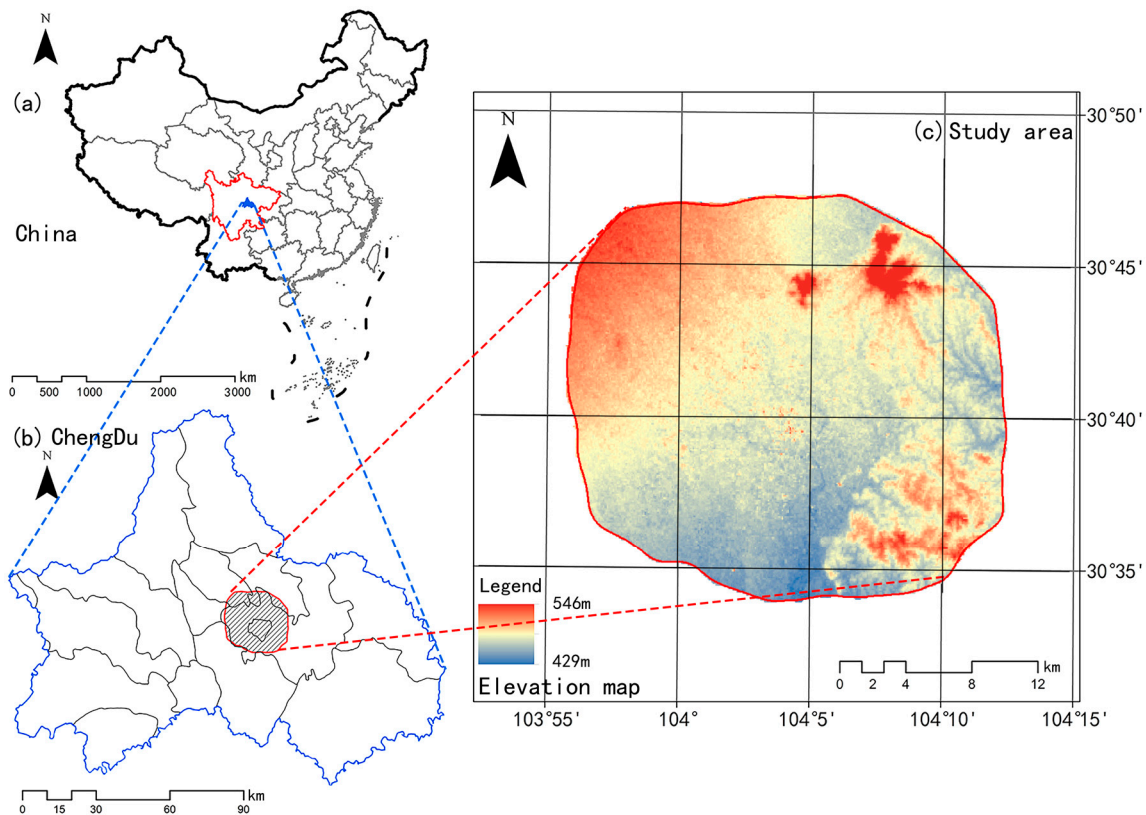 N
(a)
China
0 500 1000 2000 3000 km
(b) ChengDu
N
0 15 30 60 90 km
N
(c) Study area
30°50'
30°45'
30°40'
30°35'
Legend
546m
429m
Elevation map
0 2 4 8 12 km
103°55' 104° 104°5' 104°10' 104°15'